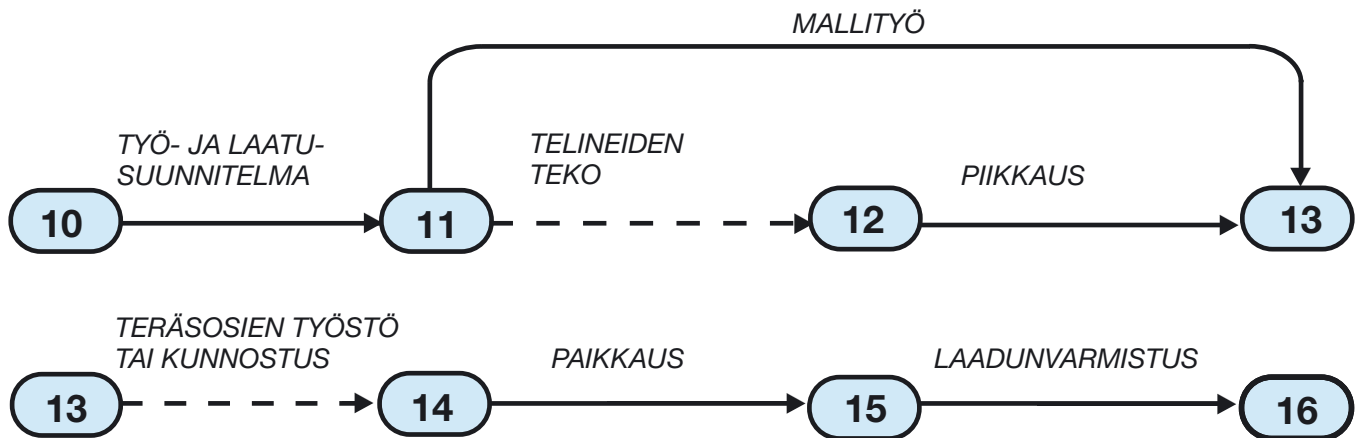 MALLITYÖ
TYÖ- JA LAATU-
SUUNNITELMA
TELINEIDEN
TEKO
PIIKKAUS
10
11
12
13
TERÄSOSIEN TYÖSTÖ
TAI KUNNOSTUS
PAIKKAUS
LAADUNVARMISTUS
13
14
15
16